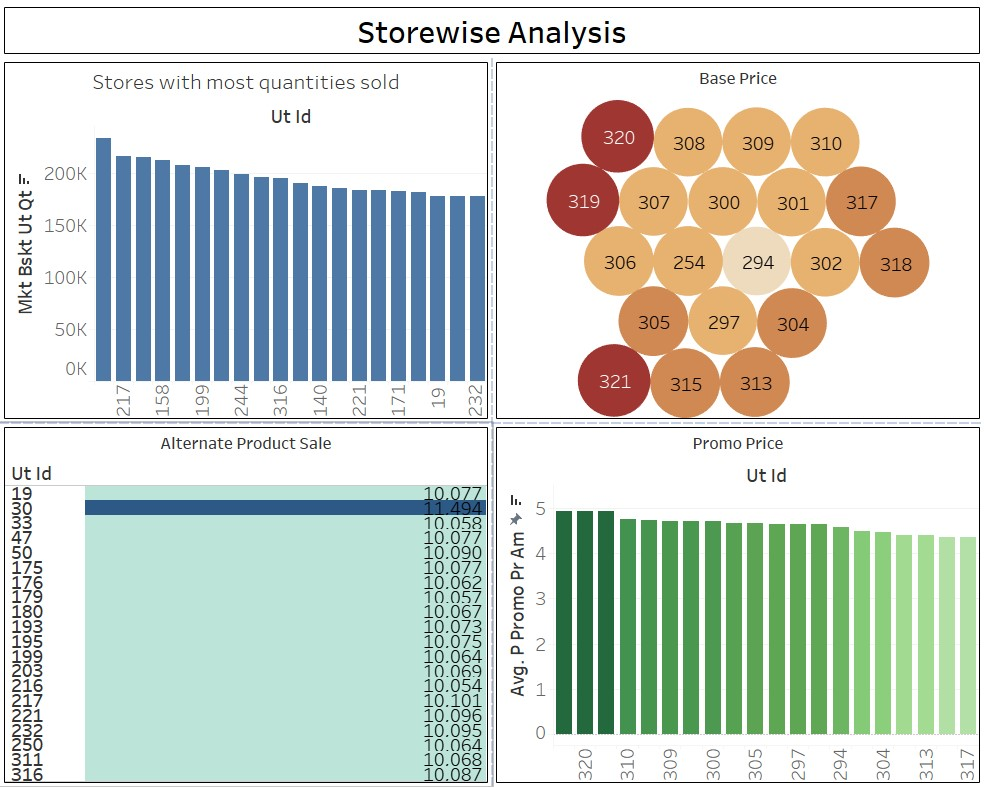 Storewise Analysis
Stores with most quantities sold
Ut Id
Mkt Bskt Ut Qt
200K
150K
100K
50K
0K
217 158 199 244 316 140 221 171 19 232
Base Price
320 308 309 310
319 307 300 301 317
306 254 294 302 318
305 297 304
321 315 313
Alternate Product Sale
Ut Id
19 10.077
30 11.494
33 10.058
47 10.077
50 10.090
175 10.077
176 10.062
179 10.057
180 10.067
193 10.073
195 10.075
199 10.064
203 10.069
216 10.054
217 10.101
221 10.096
232 10.095
250 10.064
311 10.068
316 10.087
Promo Price
Ut Id
Avg. P Promo Pr Am
5
4
3
2
1
0
320 310 309 300 305 297 294 304 313 317